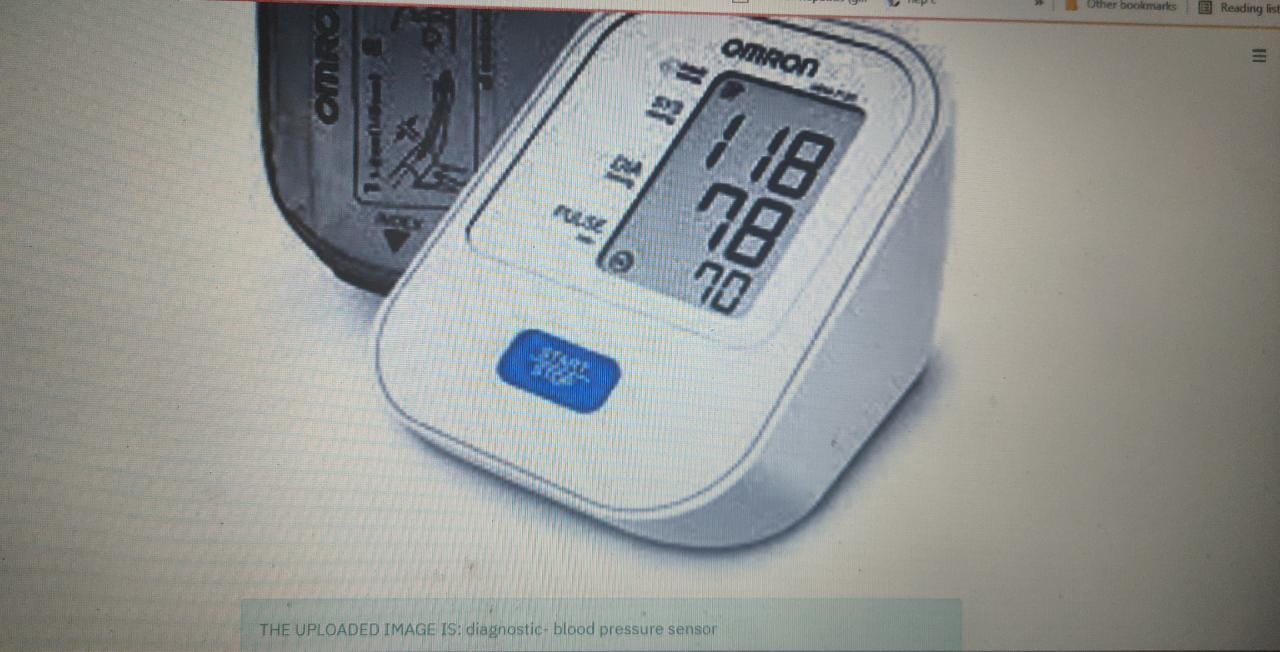 Other bookmarks
Reading list
OMRON
OMRO
SYS
118
DIA
78
PULSE
70
INDEX
START
STOP
THE UPLOADED IMAGE IS: diagnostic- blood pressure sensor